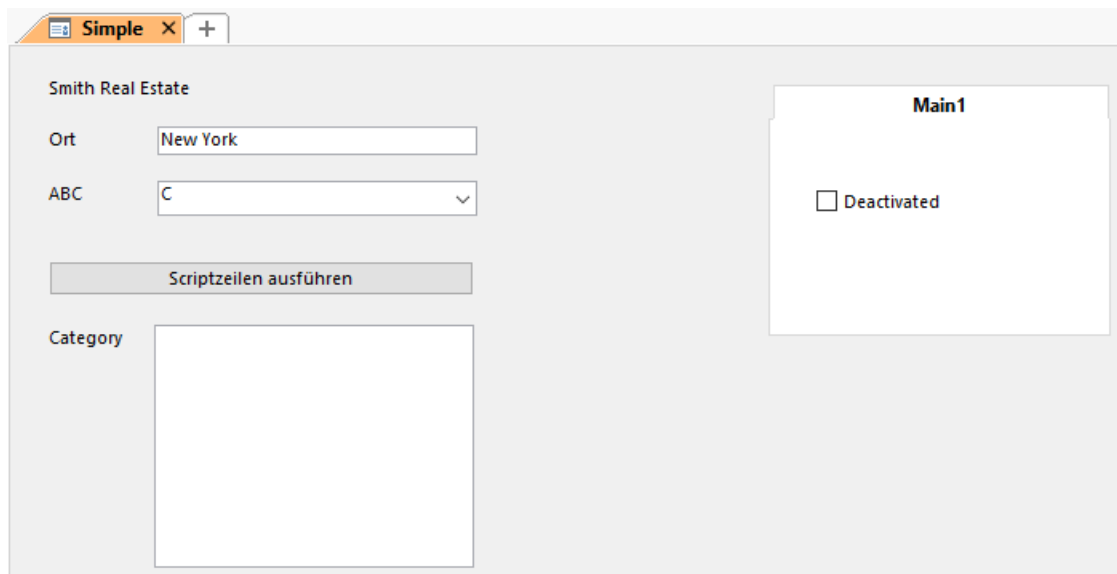 Simple
Smith Real Estate
Ort New York
ABC C
Scriptzeilen ausführen
Category
Main1
Deactivated